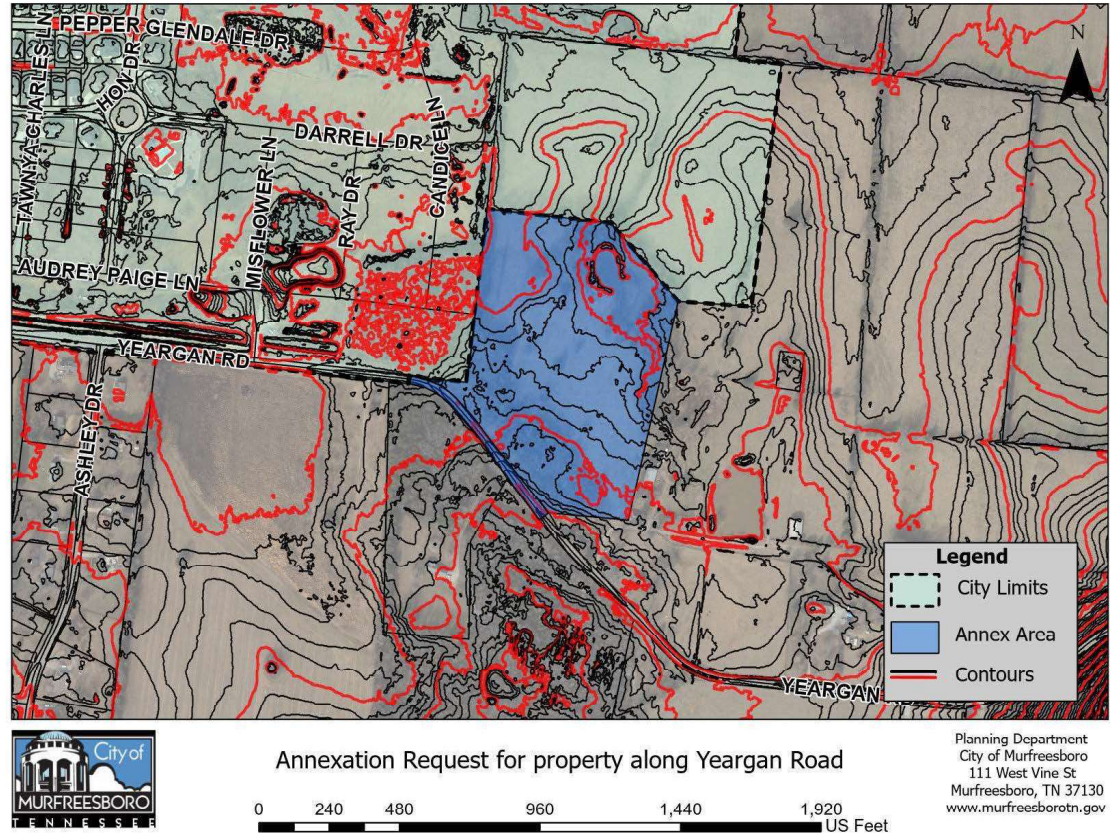 PEPPER GLENDALE DR
TAWNYA CHARLES LN
HON DR
N
DARRELL DR
CANDICE LN
MISFLOWER LN
RAY DR
AUDREY PAIGE LN
YEARGAN RD
ASHLEY DR
YEARGAN
Legend
City Limits
Annex Area
Contours
City of
MURFREESBORO
TENNESSEE
Annexation Request for property along Yeargan Road
0 240 480 960 1,440 1,920
US Feet
Planning Department
City of Murfreesboro
111 West Vine St
Murfreesboro, TN 37130
www.murfreesborotn.gov